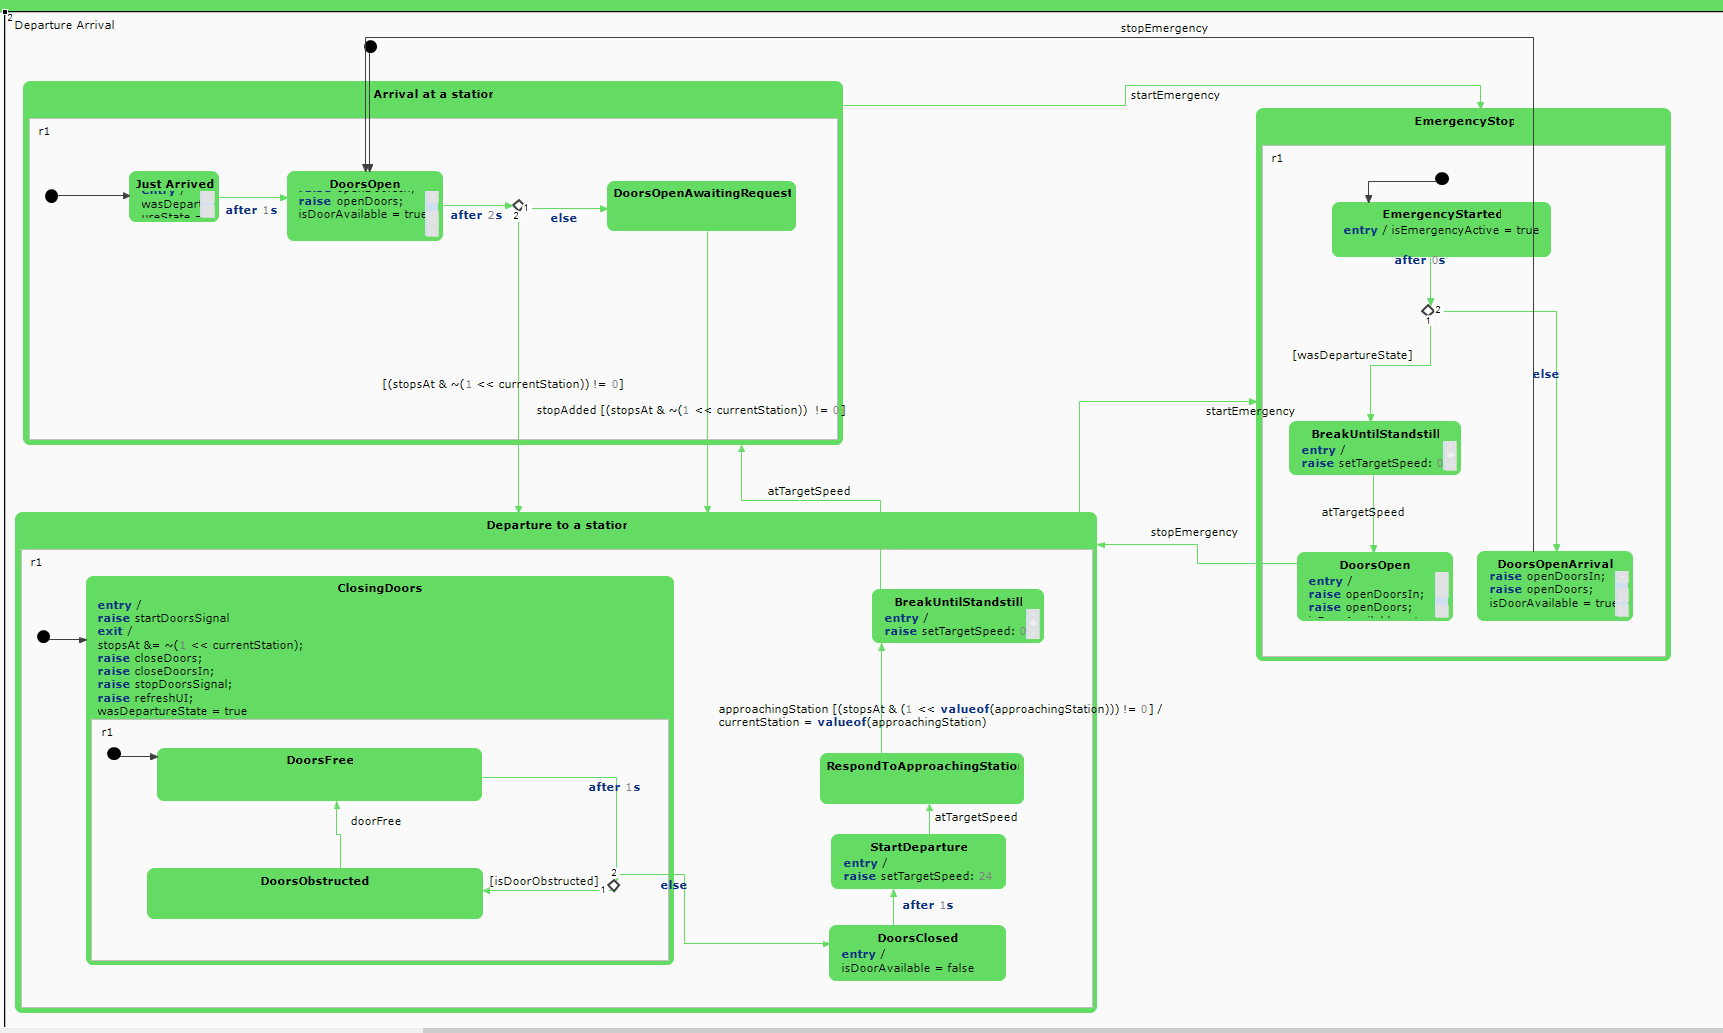 2
Departure Arrival
stopEmergency
Arrival at a station
startEmergency
r1
Just Arrived
entry /
wasDepart
ureState =
after 1s
DoorsOpen
raise openDoors;
isDoorAvailable = true
after 2s
1
2
else
DoorsOpenAwaitingRequest
[(stopsAt & ~(1 << currentStation)) != 0]
stopAdded [(stopsAt & ~(1 << currentStation)) != 0]
EmergencyStop
r1
EmergencyStarted
entry / isEmergencyActive = true
after 0s
2
1
[wasDepartureState]
else
startEmergency
BreakUntilStandstill
entry /
raise setTargetSpeed: 0
atTargetSpeed
stopEmergency
DoorsOpen
entry /
raise openDoorsIn;
raise openDoors;
DoorsOpenArrival
raise openDoorsIn;
raise openDoors;
isDoorAvailable = true
atTargetSpeed
Departure to a station
r1
ClosingDoors
entry /
raise startDoorsSignal
exit /
stopsAt &= ~(1 << currentStation);
raise closeDoors;
raise closeDoorsIn;
raise stopDoorsSignal;
raise refreshUI;
wasDepartureState = true
r1
DoorsFree
after 1s
doorFree
DoorsObstructed
[isDoorObstructed]
2
1
else
BreakUntilStandstill
entry /
raise setTargetSpeed: 0
approachingStation [(stopsAt & (1 << valueof(approachingStation))) != 0] /
currentStation = valueof(approachingStation)
RespondToApproachingStatio
atTargetSpeed
StartDeparture
entry /
raise setTargetSpeed: 24
after 1s
DoorsClosed
entry /
isDoorAvailable = false